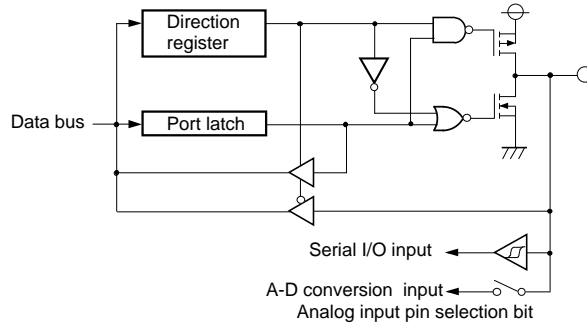 Direction
register
Data bus
Port latch
Serial I/O input
A-D conversion input
Analog input pin selection bit